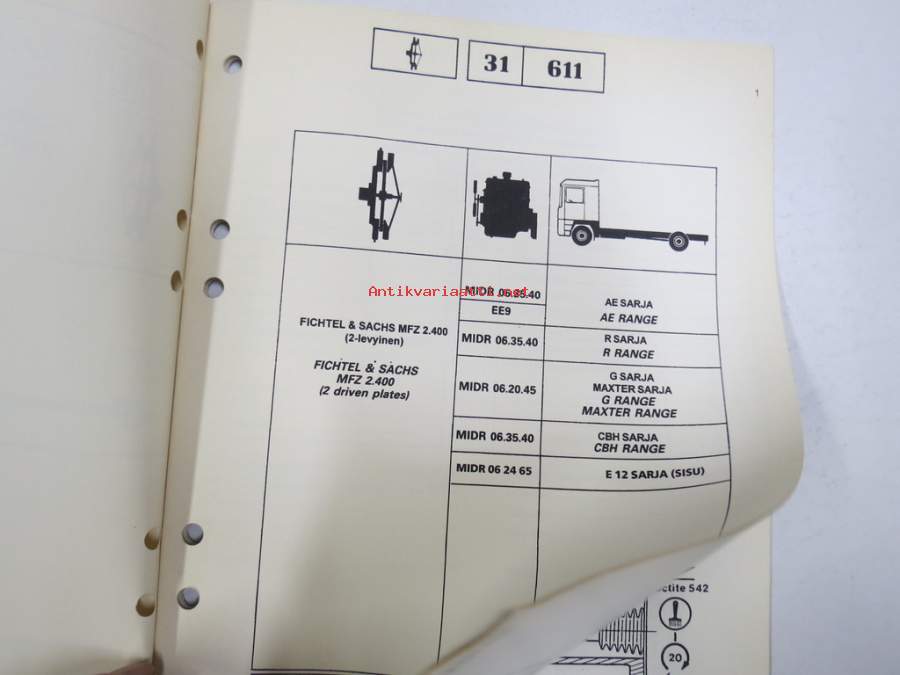 31 611
1
MIDR 06.35.40
Antikvariaatti.net
EE9
AE SARJA
AE RANGE
FICHTEL & SACHS MFZ 2.400
(2-levyinen)
FICHTEL & SACHS
MFZ 2.400
(2 driven plates)
MIDR 06.35.40
R SARJA
R RANGE
MIDR 06.20.45
G SARJA
MAXTER SARJA
G RANGE
MAXTER RANGE
MIDR 06.35.40
CBH SARJA
CBH RANGE
MIDR 06 24 65
E 12 SARJA (SISU)
ctite 542
20